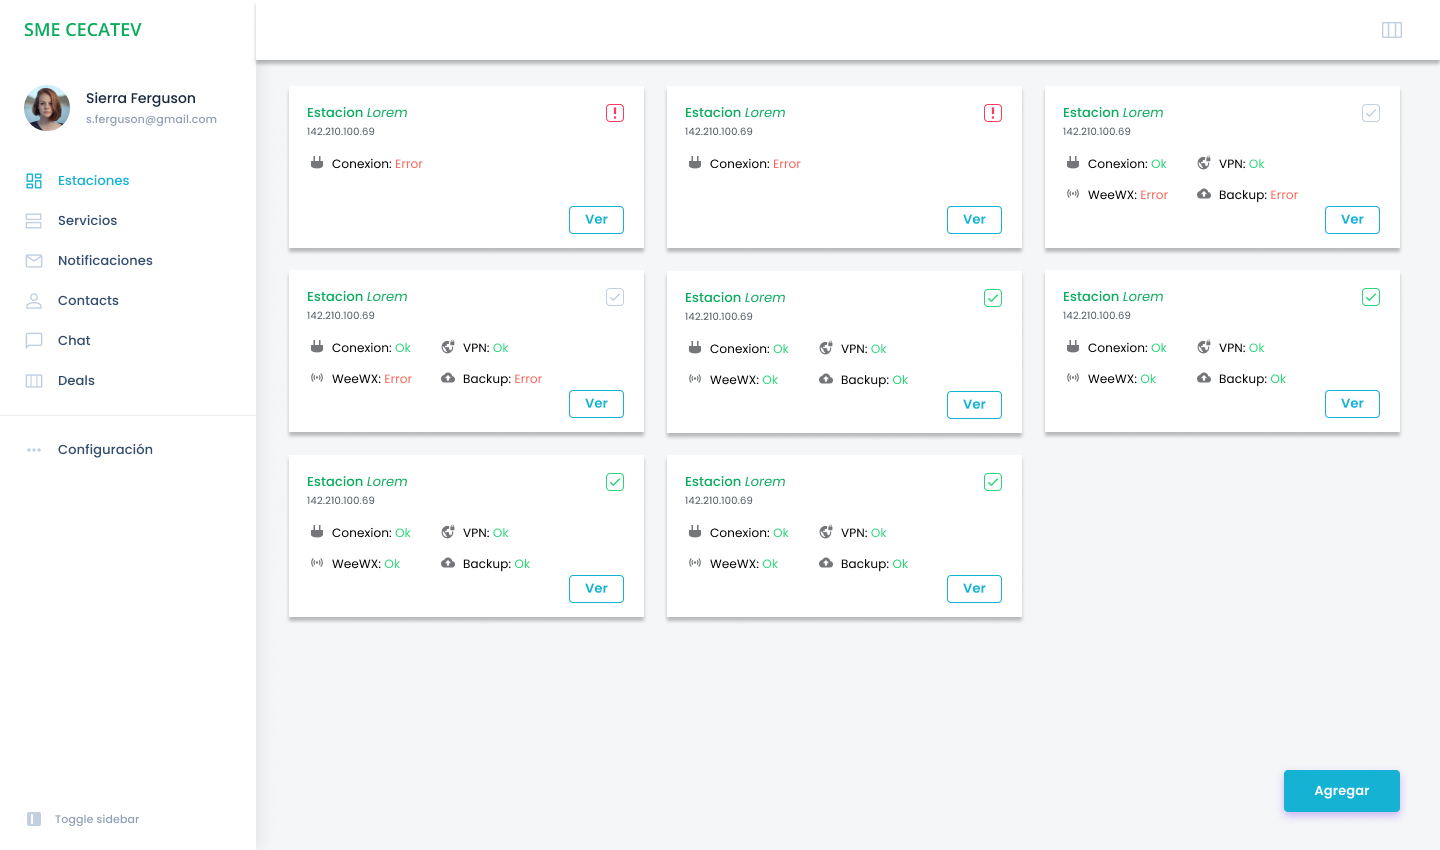 SME CECATEV
Sierra Ferguson
s.ferguson@gmail.com
Estaciones
Servicios
Notificaciones
Contacts
Chat
Deals
Configuración
Toggle sidebar
Estacion Lorem
142.210.100.69
Conexion: Error
Ver
Estacion Lorem
142.210.100.69
Conexion: Error
Ver
Estacion Lorem
142.210.100.69
Conexion: Ok VPN: Ok
WeeWX: Error Backup: Error
Ver
Estacion Lorem
142.210.100.69
Conexion: Ok VPN: Ok
WeeWX: Error Backup: Error
Ver
Estacion Lorem
142.210.100.69
Conexion: Ok VPN: Ok
WeeWX: Ok Backup: Ok
Ver
Estacion Lorem
142.210.100.69
Conexion: Ok VPN: Ok
WeeWX: Ok Backup: Ok
Ver
Estacion Lorem
142.210.100.69
Conexion: Ok VPN: Ok
WeeWX: Ok Backup: Ok
Ver
Estacion Lorem
142.210.100.69
Conexion: Ok VPN: Ok
WeeWX: Ok Backup: Ok
Ver
Agregar